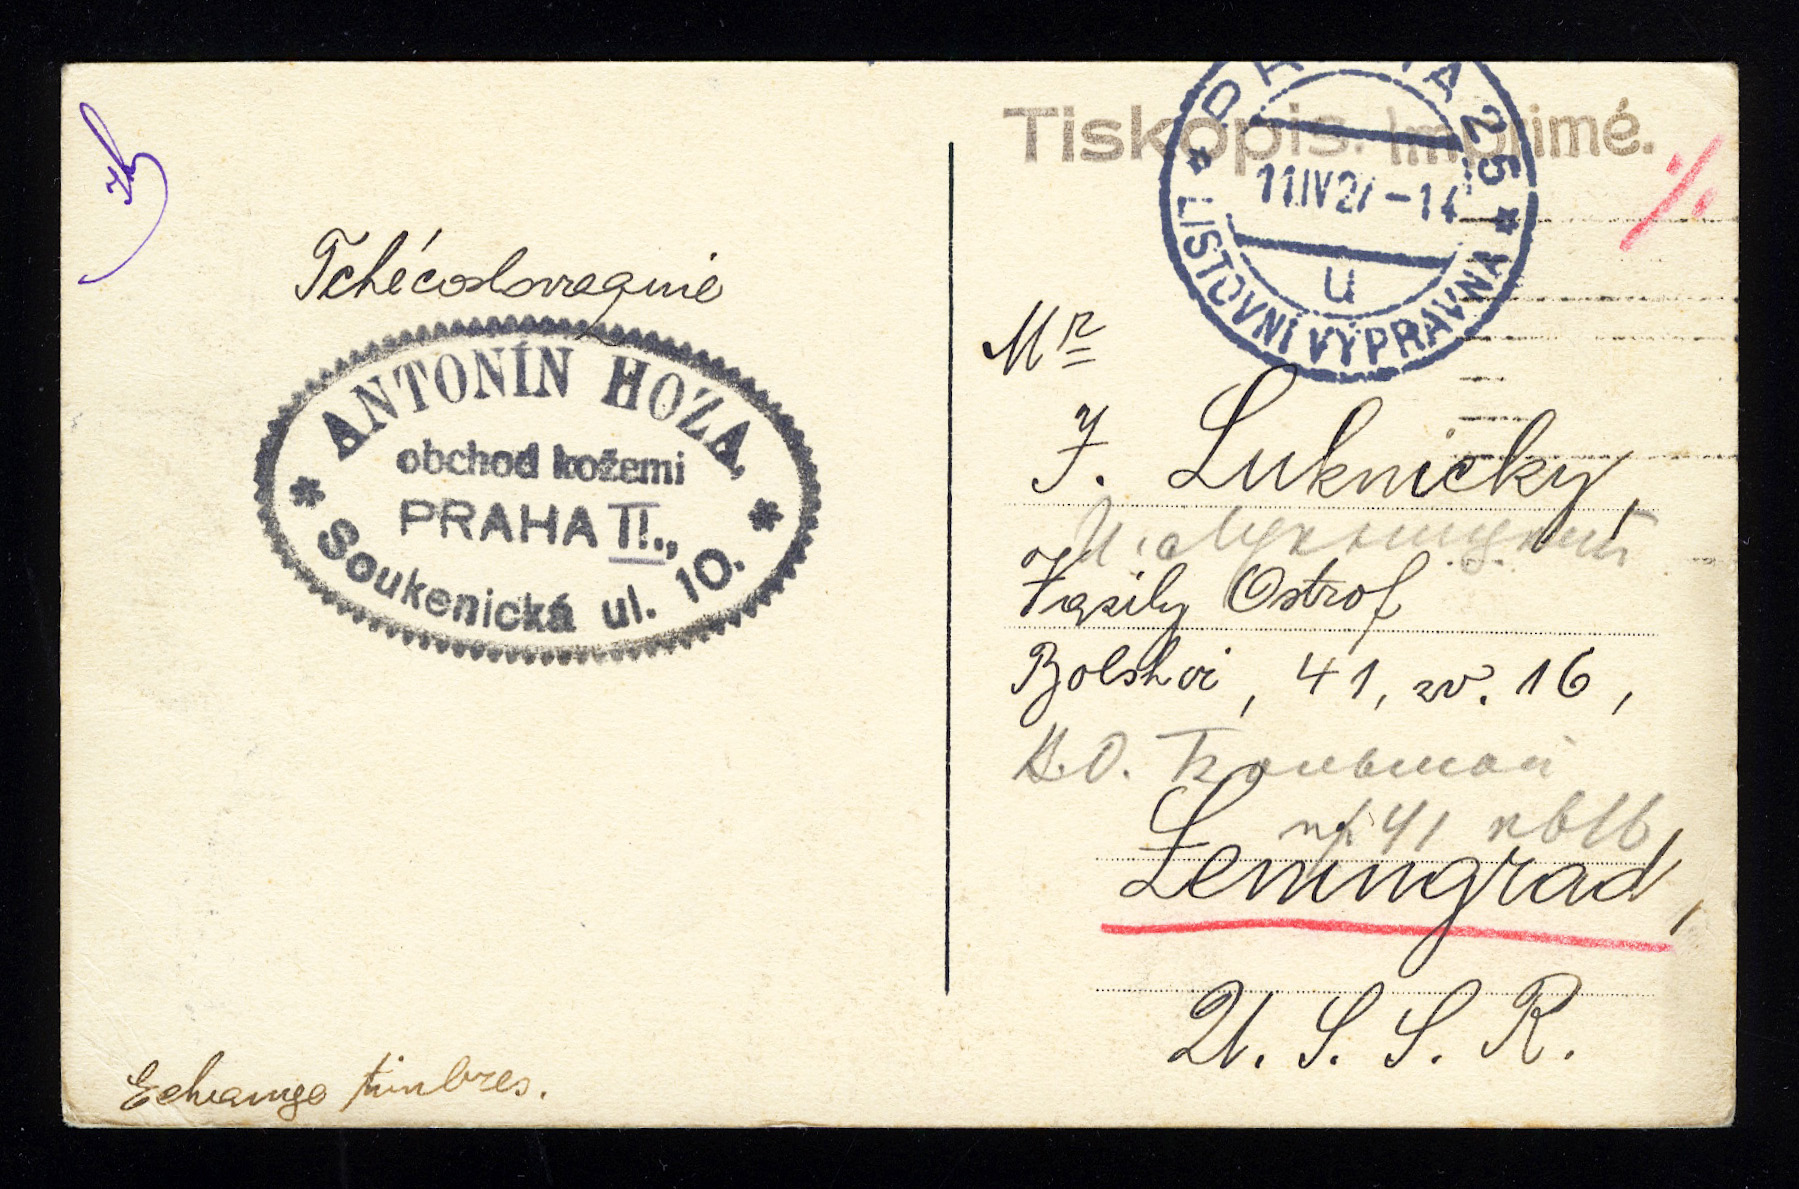 Tchécoslovaquie
ANTONÍN HOZA,
obchod kožemi
PRAHA II.,
Soukenická ul. 10.
Echange timbres.
Tiskopis. Imprimé.
PRAHA 25
11.IV 27 -14
u
LISTOVNÍ VÝPRAVNA
Mr
J. Luknicky,
Vasily Ostrof
Bolshoi, 41, w. 16,
В.О.
41
Leningrad,
U. S. S. R.